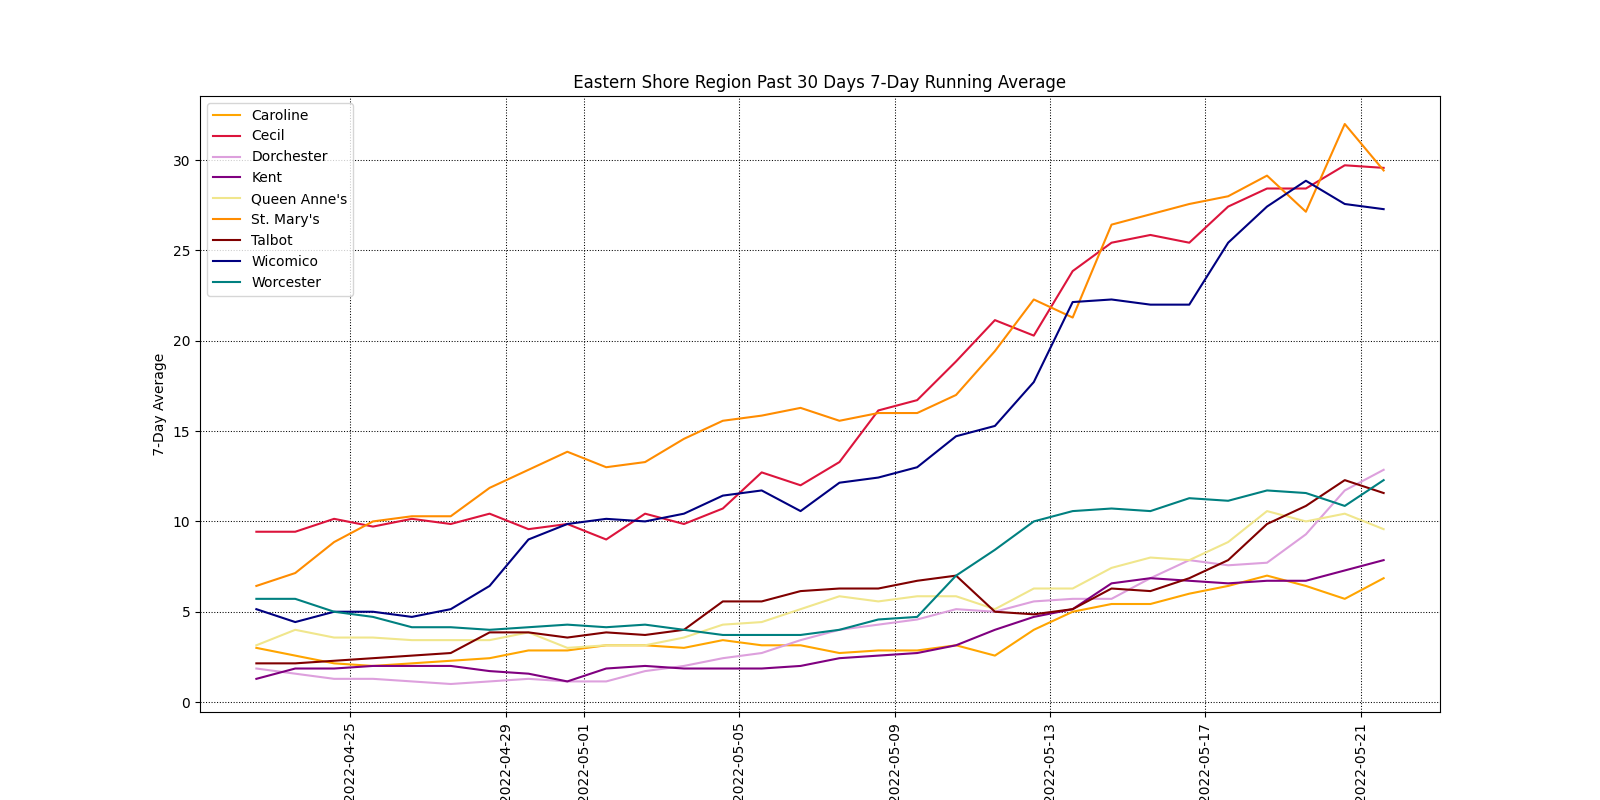 Eastern Shore Region Past 30 Days 7-Day Running Average
Caroline
Cecil
Dorchester
Kent
Queen Anne's
St. Mary's
Talbot
Wicomico
Worcester
7-Day Average
30
25
20
15
10
5
0
2022-04-25
2022-04-29
2022-05-01
2022-05-05
2022-05-09
2022-05-13
2022-05-17
2022-05-21